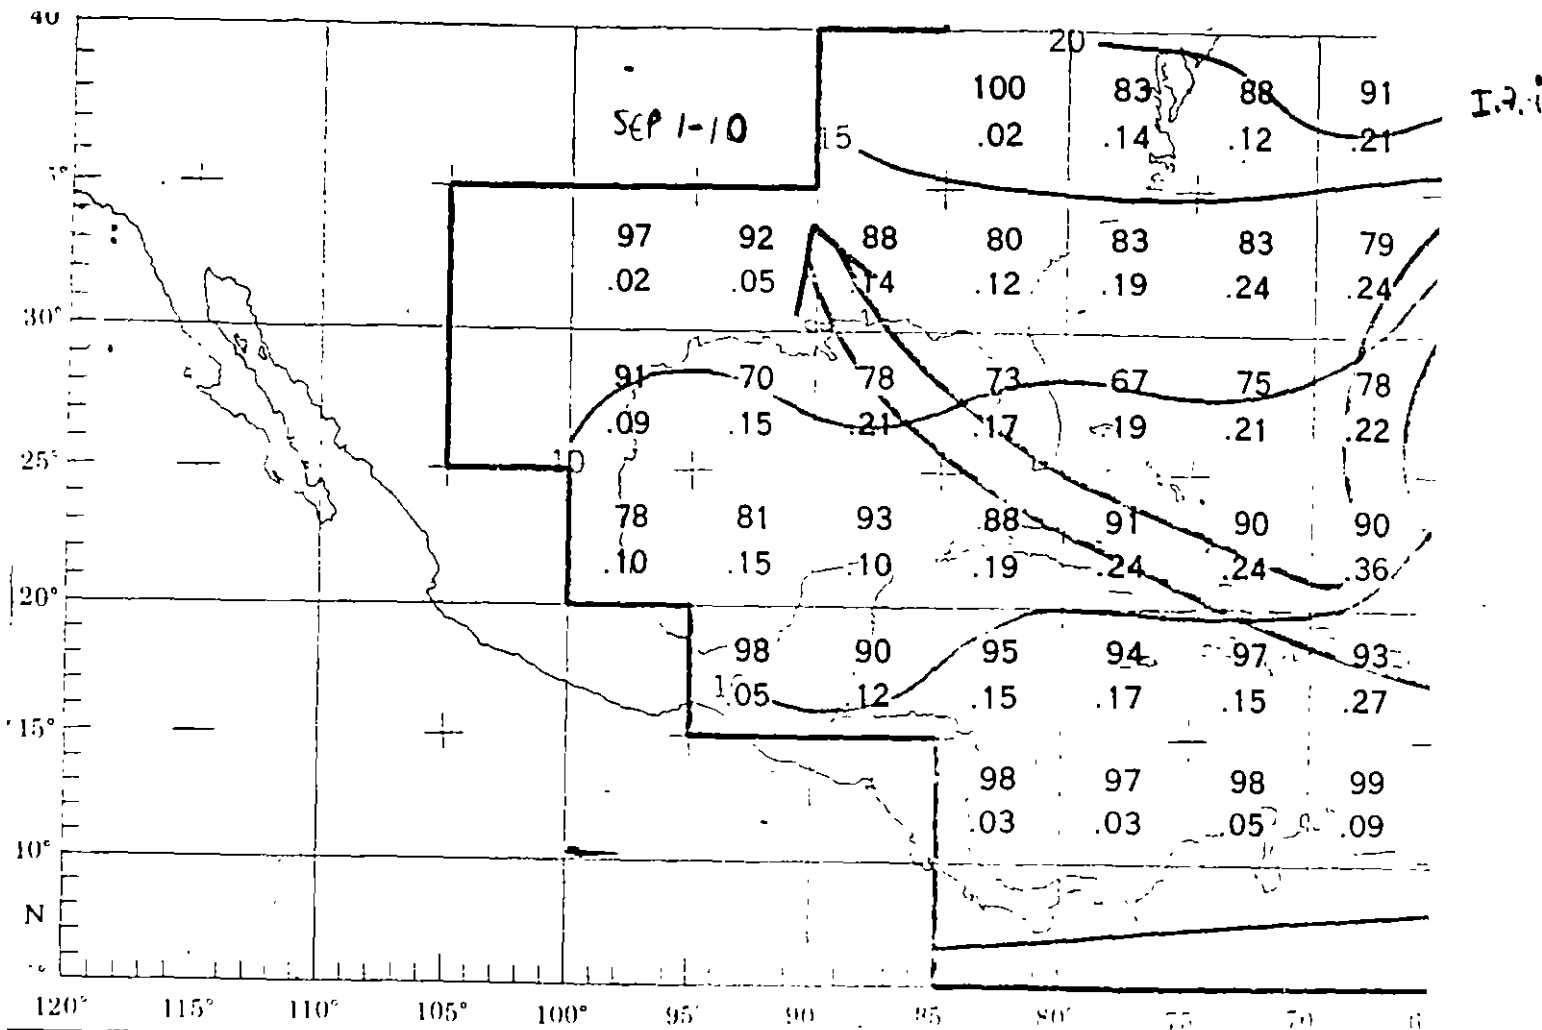 40
20
100 83 88 91
SEP 1-10
15
.02 .14 .12 .21
97 92 88 80 83 83 79
.02 .05 .14 .12 .19 .24 .24
30°
91 70 78 73 67 75 78
.09 .15 .21 .17 .19 .21 .22
25°
10
78 81 93 88 91 90 90
.10 .15 .10 .19 .24 .24 .36
20°
98 90 95 94 97 93
.05 .12 .15 .17 .15 .27
15°
98 97 98 99
.03 .03 .05 .09
10°
N
120° 115° 110° 105° 100° 95° 90 85 80° 75 70